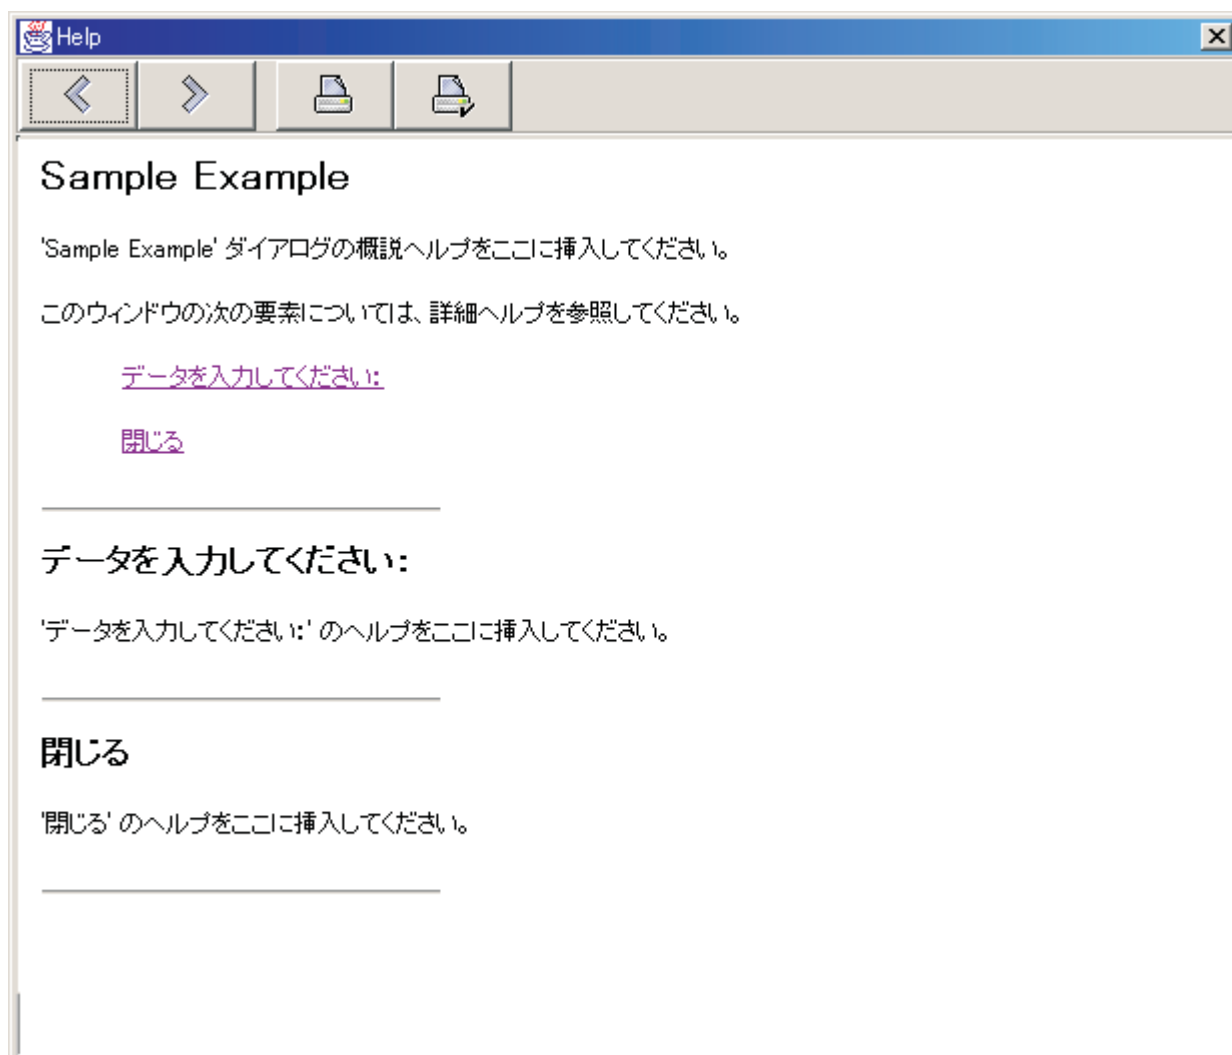 Help
Sample Example
'Sample Example' ダイアログの概説ヘルプをここに挿入してください。
このウィンドウの次の要素については、詳細ヘルプを参照してください。
データを入力してください:
閉じる
データを入力してください:
'データを入力してください:' のヘルプをここに挿入してください。
閉じる
'閉じる' のヘルプをここに挿入してください。